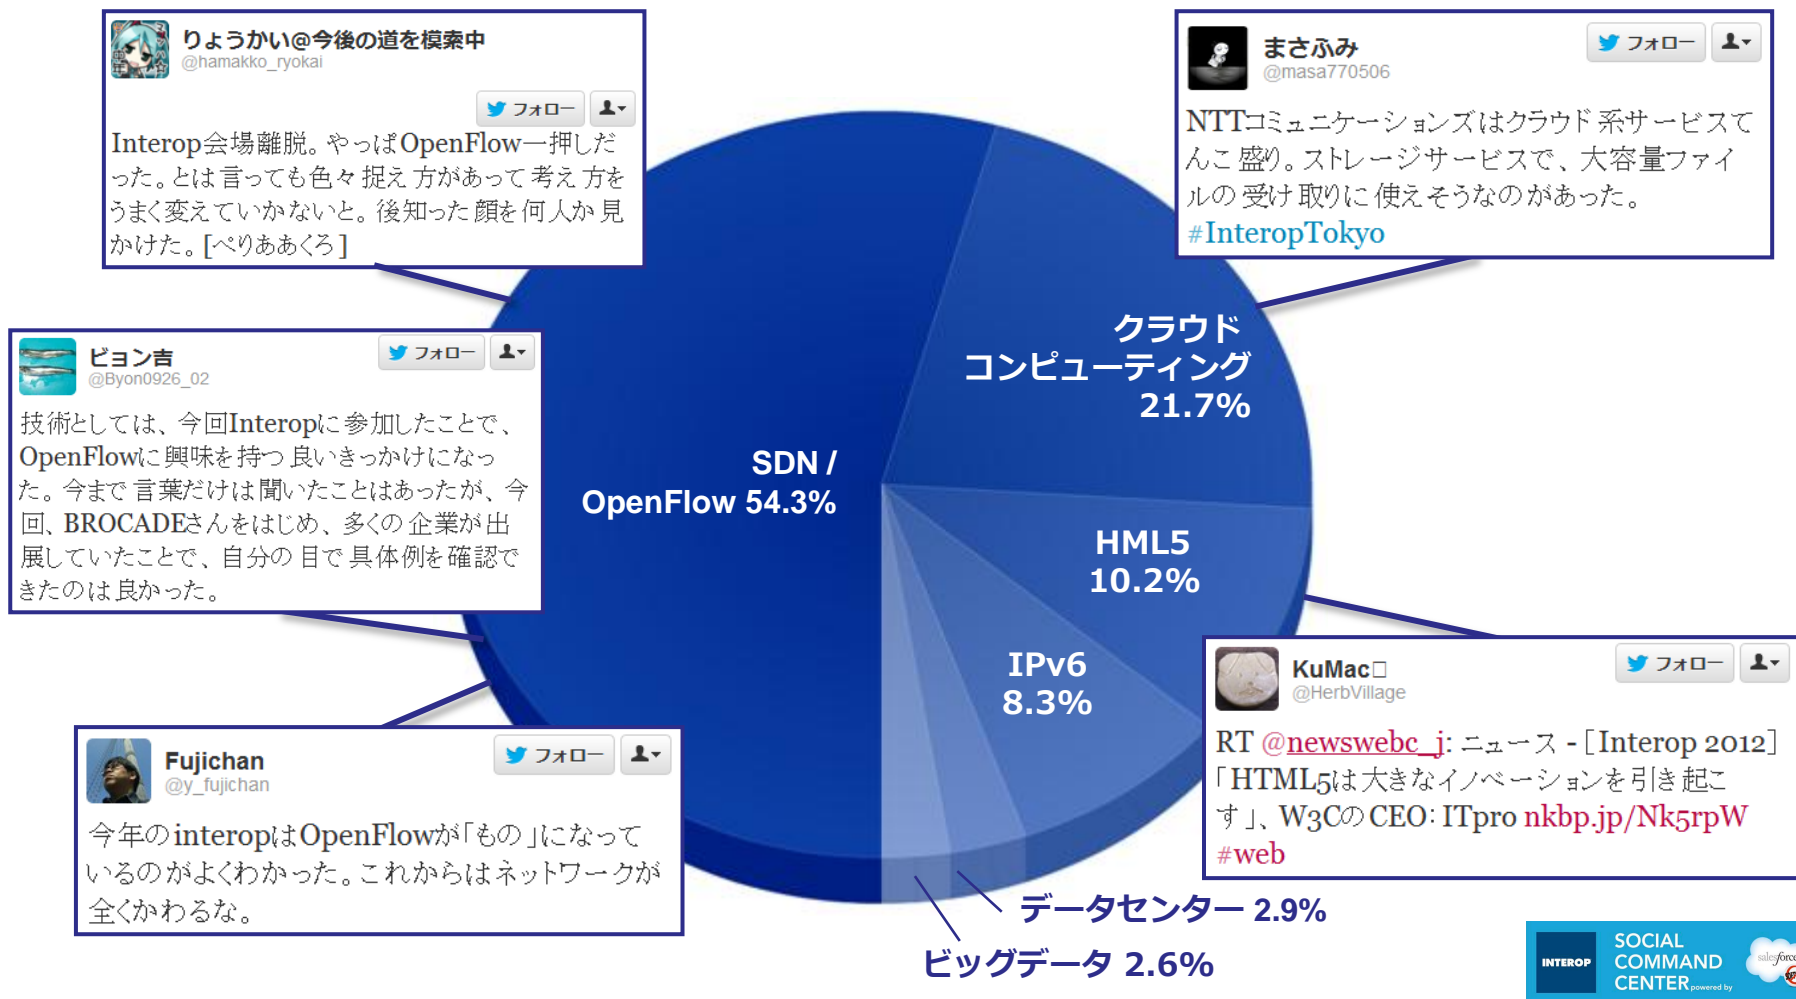 りょうかい@今後の道を模索中
@hamakko_ryokai
フォロー
Interop会場離脱。やっぱOpenFlow一押しだ
った。とは言っても色々捉え方があって考え方を
うまく変えていかないと。後知った顔を何人か見
かけた。[ぺりああくろ]
まさふみ
@masa770506
フォロー
NTTコミュニケーションズはクラウド系サービスて
んこ盛り。ストレージサービスで、大容量ファイ
ルの受け取りに使えそうなのがあった。
#InteropTokyo
ビョン吉
@Byon0926_02
フォロー
技術としては、今回Interopに参加したことで、
OpenFlowに興味を持つ良いきっかけになっ
た。今まで言葉だけは聞いたことはあったが、今
回、BROCADEさんをはじめ、多くの企業が出
展していたことで、自分の目で具体例を確認で
きたのは良かった。
クラウド
コンピューティング
21.7%
SDN /
OpenFlow 54.3%
HML5
10.2%
IPv6
8.3%
Fujichan
@y_fujichan
フォロー
今年のinteropはOpenFlowが「もの」になって
いるのがよくわかった。これからはネットワークが
全くかわるな。
KuMac□
@HerbVillage
フォロー
RT @newswebc_j: ニュース - [Interop 2012]
「HTML5は大きなイノベーションを引き起こ
す」、W3CのCEO：ITpro nkbp.jp/Nk5rpW
#web
データセンター 2.9%
ビッグデータ 2.6%
INTEROP
SOCIAL
COMMAND
CENTER powered by
salesforce